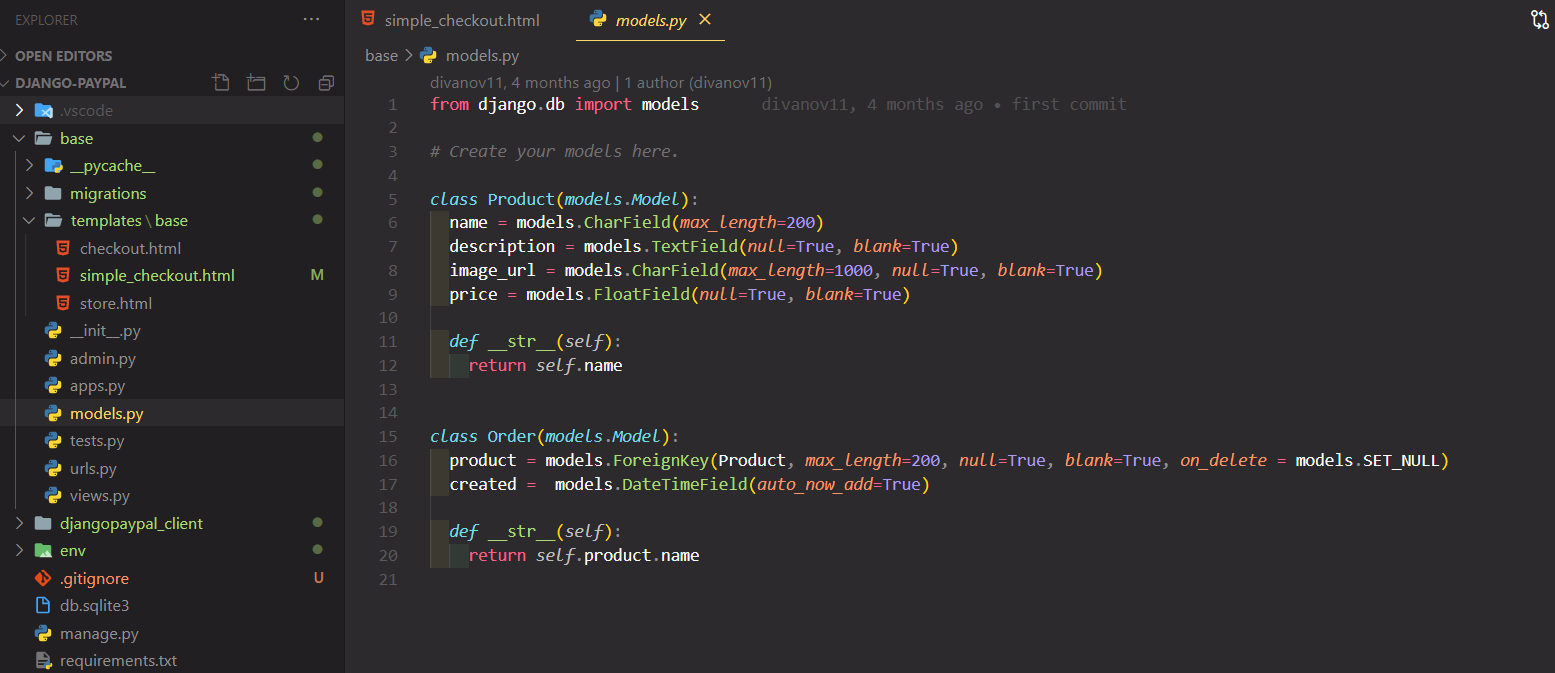 EXPLORER
OPEN EDITORS
DJANGO-PAYPAL
.vscode
base
__pycache__
migrations
templates \ base
checkout.html
simple_checkout.html M
store.html
__init__.py
admin.py
apps.py
models.py
tests.py
urls.py
views.py
djangopaypal_client
env
.gitignore U
db.sqlite3
manage.py
requirements.txt
simple_checkout.html models.py
base > models.py
divanov11, 4 months ago | 1 author (divanov11)
1 from django.db import models divanov11, 4 months ago • first commit
2
3 # Create your models here.
4
5 class Product(models.Model):
6 name = models.CharField(max_length=200)
7 description = models.TextField(null=True, blank=True)
8 image_url = models.CharField(max_length=1000, null=True, blank=True)
9 price = models.FloatField(null=True, blank=True)
10
11 def __str__(self):
12 return self.name
13
14
15 class Order(models.Model):
16 product = models.ForeignKey(Product, max_length=200, null=True, blank=True, on_delete = models.SET_NULL)
17 created =  models.DateTimeField(auto_now_add=True)
18
19 def __str__(self):
20 return self.product.name
21